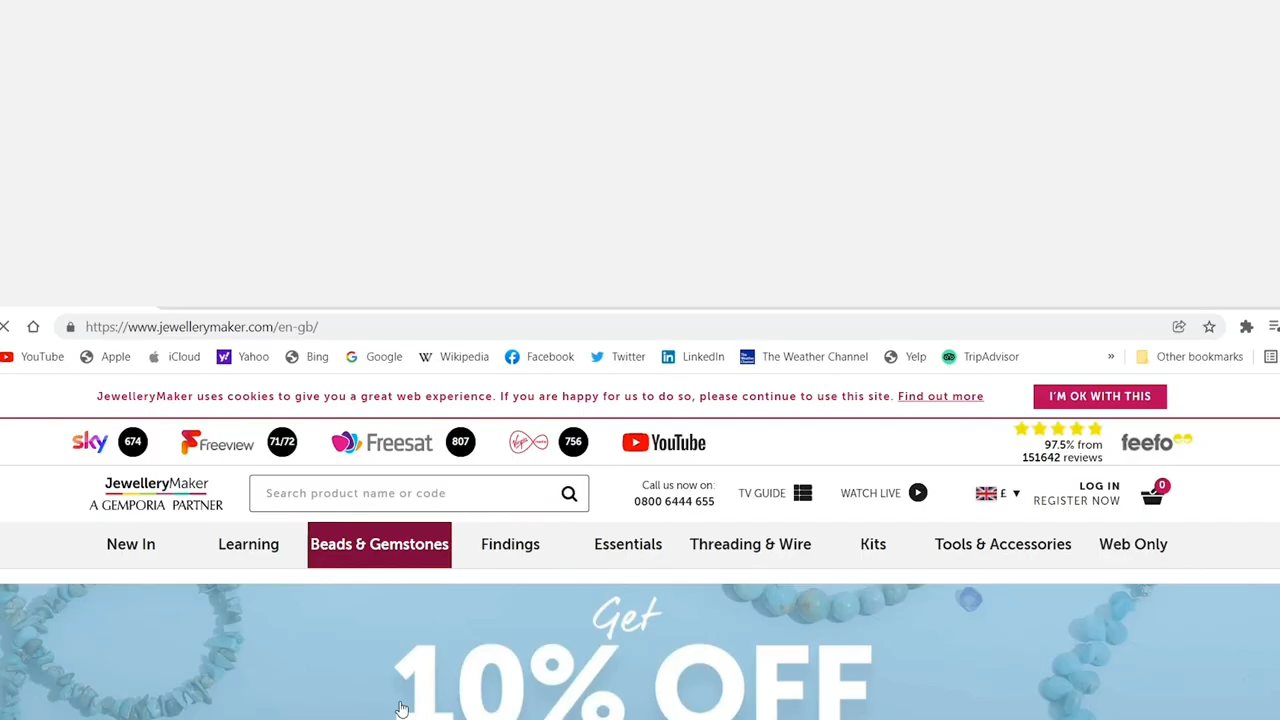 https://www.jewellerymaker.com/en-gb/
YouTube Apple iCloud Yahoo Bing Google Wikipedia Facebook Twitter LinkedIn The Weather Channel Yelp TripAdvisor » Other bookmarks
JewelleryMaker uses cookies to give you a great web experience. If you are happy for us to do so, please continue to use this site. Find out more I'M OK WITH THIS
sky 674 Freeview 71/72 Freesat 807 Virgin media 756 YouTube 97.5% from 151642 reviews feefo
JewelleryMaker
A GEMPORIA PARTNER
Search product name or code
Call us now on:
0800 6444 655
TV GUIDE
WATCH LIVE
£
LOG IN
REGISTER NOW
0
New In Learning Beads & Gemstones Findings Essentials Threading & Wire Kits Tools & Accessories Web Only
Get
10% OFF